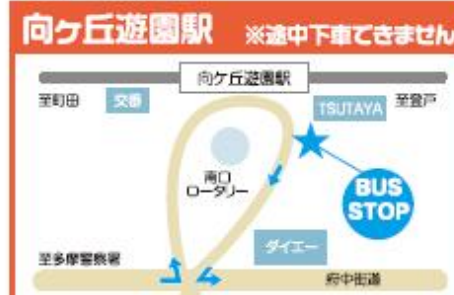 向ヶ丘遊園駅 ※途中下車できません
向ケ丘遊園駅
至町田 交番 TSUTAYA 至登戸
南口
ロータリー
BUS
STOP
ダイエー
至多摩警察署
府中街道